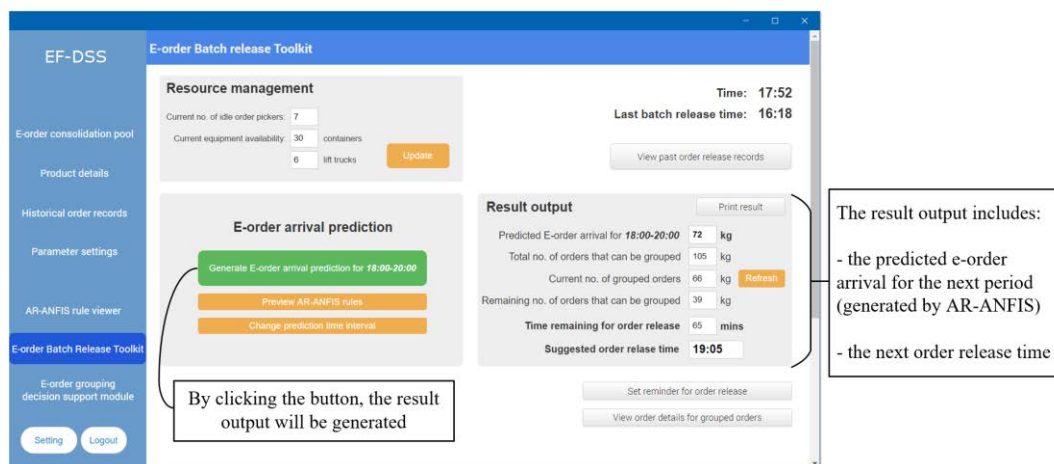 EF-DSS
E-order consolidation pool
Product details
Historical order records
Parameter settings
AR-ANFIS rule viewer
E-order Batch Release Toolkit
E-order grouping
decision support module
Setting
Logout
E-order Batch release Toolkit
Resource management
Current no. of idle order pickers: 7
Current equipment availability: 30 containers
6 lift trucks
Update
Time: 17:52
Last batch release time: 16:18
View past order release records
E-order arrival prediction
Generate E-order arrival prediction for 18:00-20:00
Preview AR-ANFIS rules
Change prediction time interval
By clicking the button, the result
output will be generated
Result output
Print result
Predicted E-order arrival for 18:00-20:00 72 kg
Total no. of orders that can be grouped 105 kg
Current no. of grouped orders 66 kg Refresh
Remaining no. of orders that can be grouped 39 kg
Time remaining for order release 65 mins
Suggested order relase time 19:05
Set reminder for order release
View order details for grouped orders
The result output includes:
- the predicted e-order
arrival for the next period
(generated by AR-ANFIS)
- the next order release time